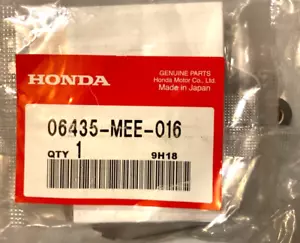 GENUINE PARTS
HONDA Honda Motor Co., Ltd.
Made in Japan
06435-MEE-016
QTY 1 9H18